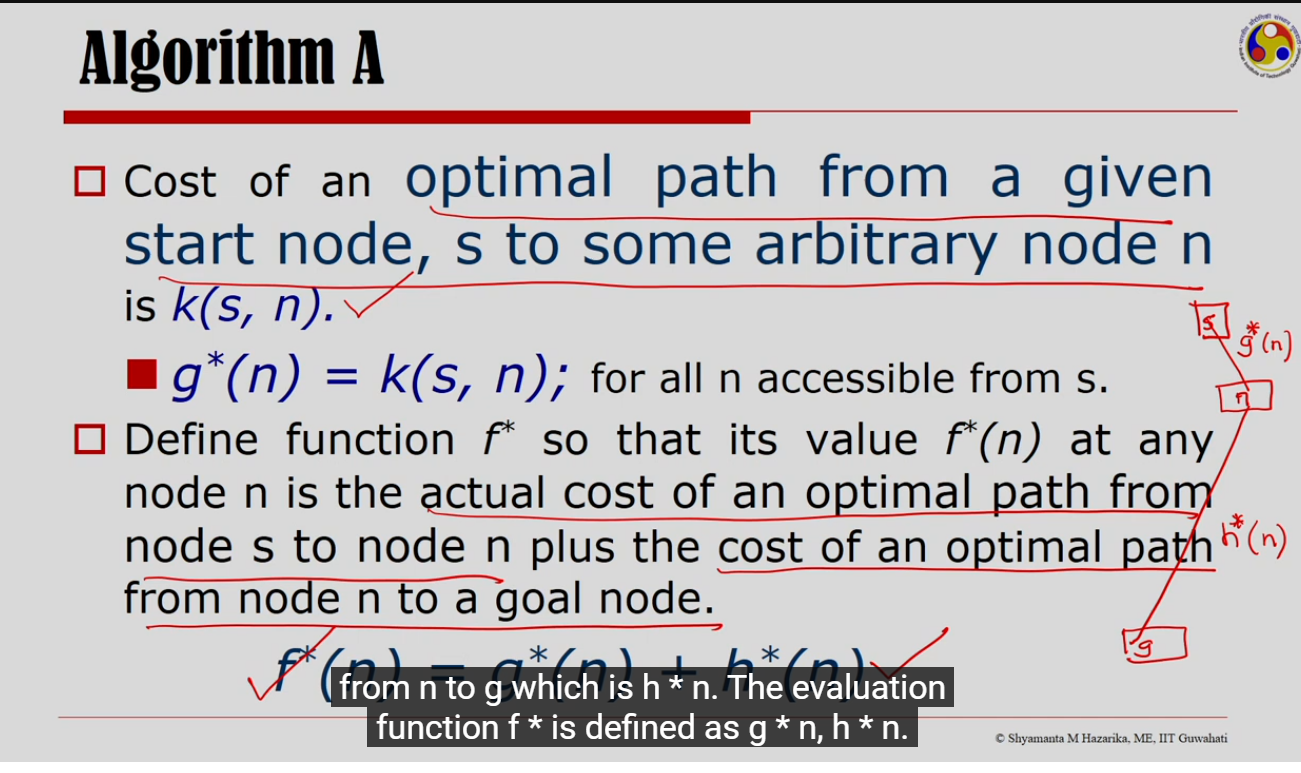 Algorithm A
Cost of an optimal path from a given
start node, s to some arbitrary node n
is k(s, n).
s
g*(n)
g*(n) = k(s, n); for all n accessible from s.
n
Define function f* so that its value f*(n) at any
node n is the actual cost of an optimal path from
node s to node n plus the cost of an optimal path
h*(n)
from node n to a goal node.
g
f*(n) = g*(n) + h*(n)
from n to g which is h * n. The evaluation
function f * is defined as g * n, h * n.
© Shyamanta M Hazarika, ME, IIT Guwahati